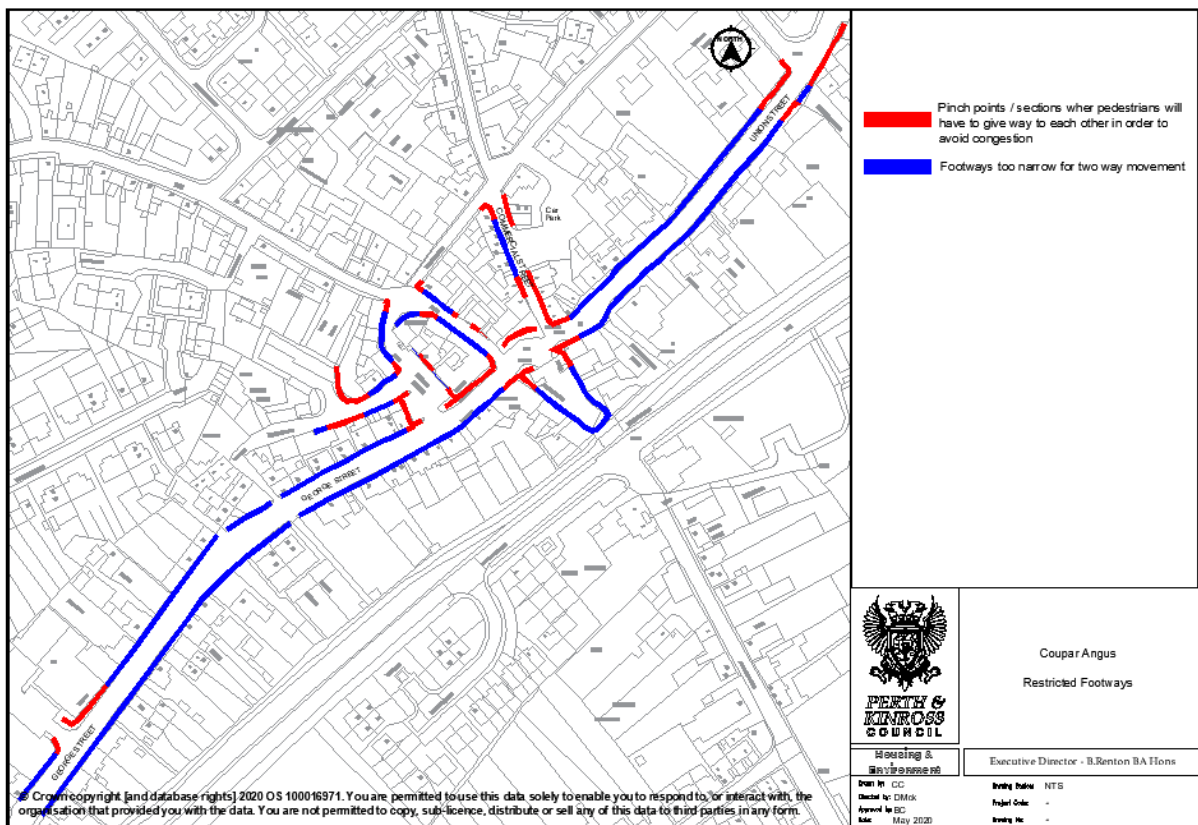 NORTH
UNION STREET
Pinch points / sections wher pedestrians will
have to give way to each other in order to
avoid congestion
Footways too narrow for two way movement
Car
Park
COMMERCIAL STREET
GEORGE STREET
GEORGE STREET
© Crown copyright [and database rights] 2020 OS 100016971. You are permitted to use this data solely to enable you to respond to, or interact with, the
organisation that provided you with the data. You are not permitted to copy, sub-licence, distribute or sell any of this data to third parties in any form.
PERTH &
KINROSS
COUNCIL
Coupar Angus
Restricted Footways
Housing &
Environment
Executive Director - B.Renton BA Hons
Drawn by: CC
Checked by: DMck
Approved by: BC
Date: May 2020
Drawing Status: NTS
Project Code: -
Drawing No: -